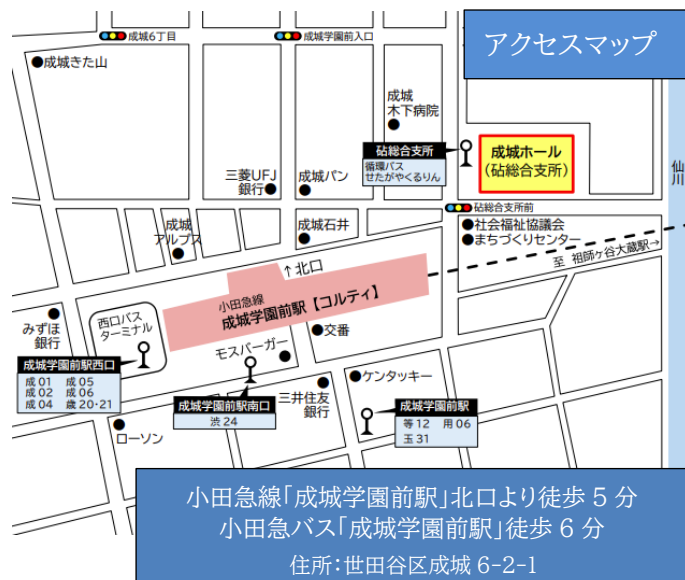 アクセスマップ
成城6丁目
成城学園前入口
成城きた山
成城
木下病院
砧総合支所
循環バス
せたがやくるりん
成城ホール
(砧総合支所)
仙川
三菱UFJ
銀行
成城パン
砧総合支所前
成城
アルプス
成城石井
社会福祉協議会
まちづくりセンター
↑北口
至 祖師ヶ谷大蔵駅→
小田急線
成城学園前駅【コルティ】
西口バス
ターミナル
みずほ
銀行
交番
モスバーガー
成城学園前駅西口
成01 成05
成02 成06
成04 歳20・21
ケンタッキー
三井住友
銀行
成城学園前駅南口
渋24
成城学園前駅
等12 用06
玉31
ローソン
小田急線「成城学園前駅」北口より徒歩5分
小田急バス「成城学園前駅」徒歩6分
住所:世田谷区成城6-2-1